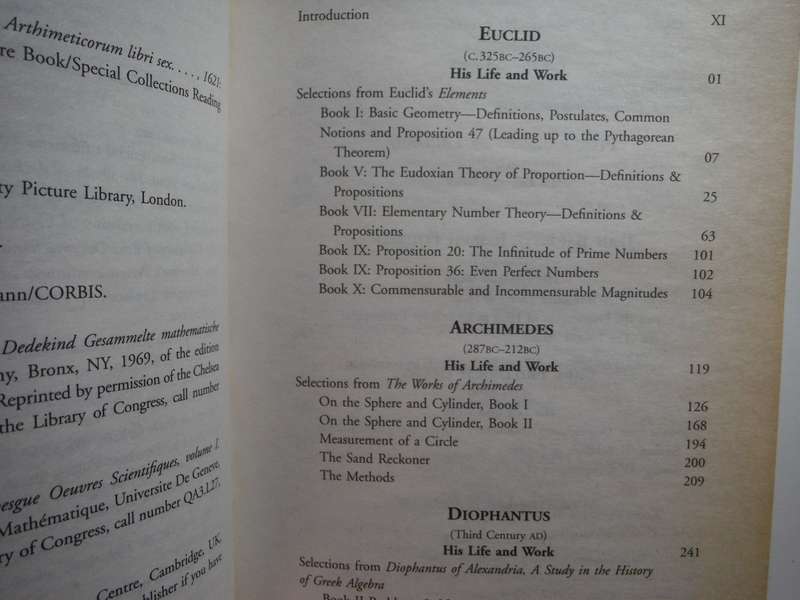 Arthimeticorum libri sex. . . . , 1621:
re Book/Special Collections Reading
ty Picture Library, London.
/CORBIS.
Dedekind Gesammelte mathematische
Bronx, NY, 1969, of the edition
Reprinted by permission of the Chelsea
the Library of Congress, call number
Oeuvres Scientifiques, volume I.
Mathématique, Universite De Geneve,
of Congress, call number QA3.L27,
Centre, Cambridge, UK.
if you have
Introduction XI
EUCLID
(C. 325BC–265BC)
His Life and Work 01
Selections from Euclid's Elements
Book I: Basic Geometry—Definitions, Postulates, Common
Notions and Proposition 47 (Leading up to the Pythagorean
Theorem) 07
Book V: The Eudoxian Theory of Proportion—Definitions &
Propositions 25
Book VII: Elementary Number Theory—Definitions &
Propositions 63
Book IX: Proposition 20: The Infinitude of Prime Numbers 101
Book IX: Proposition 36: Even Perfect Numbers 102
Book X: Commensurable and Incommensurable Magnitudes 104
ARCHIMEDES
(287BC–212BC)
His Life and Work 119
Selections from The Works of Archimedes
On the Sphere and Cylinder, Book I 126
On the Sphere and Cylinder, Book II 168
Measurement of a Circle 194
The Sand Reckoner 200
The Methods 209
DIOPHANTUS
(Third Century AD)
His Life and Work 241
Selections from Diophantus of Alexandria, A Study in the History
of Greek Algebra